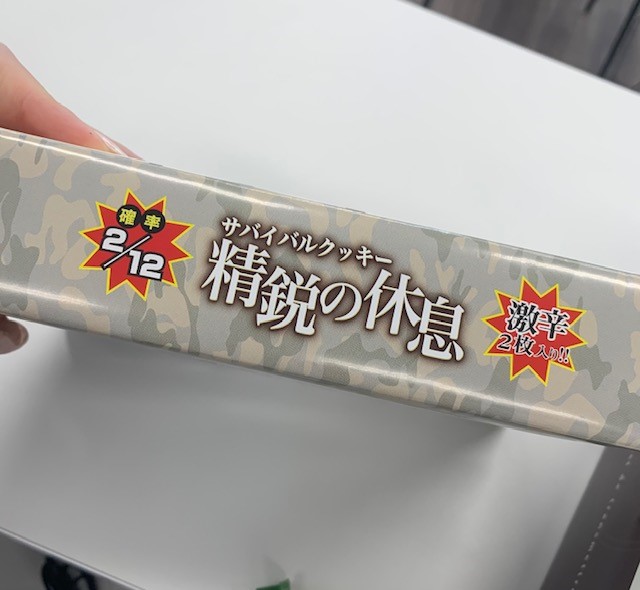 確率
2/12
サバイバルクッキー
精鋭の休息
激辛
2枚入り!!